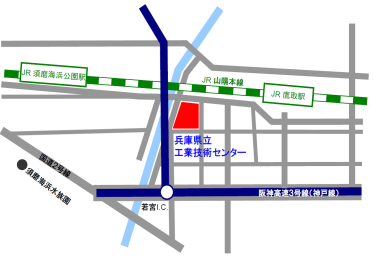 JR 須磨海浜公園駅
JR 山陽本線
JR 鷹取駅
兵庫県立
工業技術センター
国道2号線
須磨海浜水族園
阪神高速3号線(神戸線)
若宮I.C.